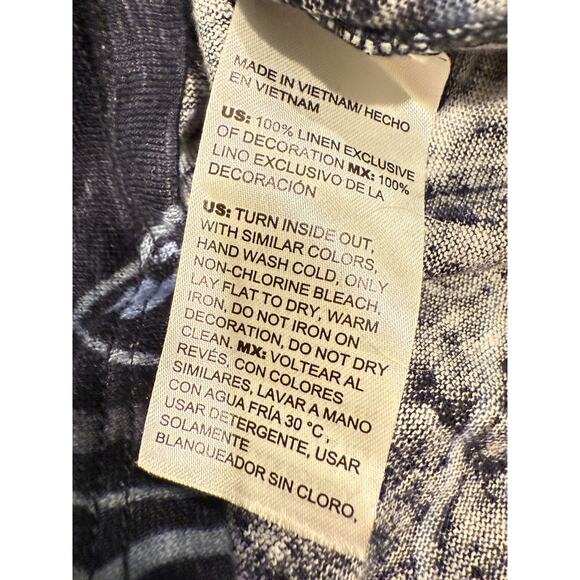 MADE IN VIETNAM/ HECHO
EN VIETNAM
US: 100% LINEN EXCLUSIVE
OF DECORATION MX: 100%
LINO EXCLUSIVO DE LA
DECORACIÓN
US: TURN INSIDE OUT,
WITH SIMILAR COLORS,
HAND WASH COLD, ONLY
NON-CHLORINE BLEACH,
LAY FLAT TO DRY, WARM
IRON, DO NOT IRON ON
DECORATION, DO NOT DRY
CLEAN. MX: VOLTEAR AL
REVÉS, CON COLORES
SIMILARES, LAVAR A MANO
CON AGUA FRÍA 30 °C,
USAR DETERGENTE, USAR
SOLAMENTE
BLANQUEADOR SIN CLORO,